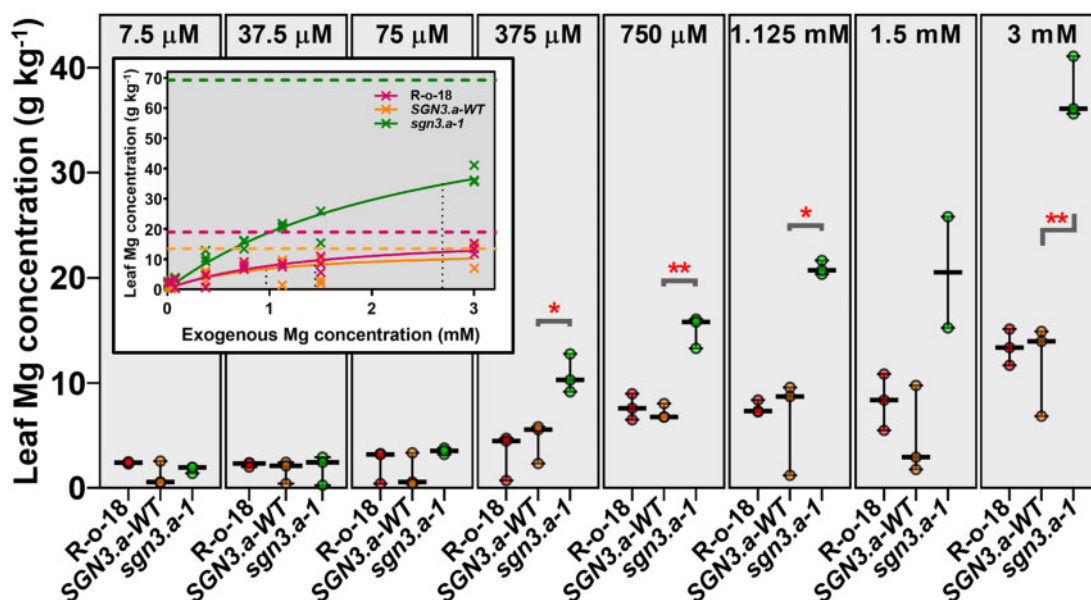 7.5 μM 37.5 μM 75 μM 375 μM 750 μM 1.125 mM 1.5 mM 3 mM
Leaf Mg concentration (g kg⁻¹)
40
30
20
10
0
Leaf Mg concentration (g kg⁻¹)
70
60
50
40
30
20
10
0
R-o-18
SGN3.a-WT
sgn3.a-1
0 1 2 3
Exogenous Mg concentration (mM)
* ** * **
R-o-18 SGN3.a-WT sgn3.a-1 R-o-18 SGN3.a-WT sgn3.a-1 R-o-18 SGN3.a-WT sgn3.a-1 R-o-18 SGN3.a-WT sgn3.a-1 R-o-18 SGN3.a-WT sgn3.a-1 R-o-18 SGN3.a-WT sgn3.a-1 R-o-18 SGN3.a-WT sgn3.a-1 R-o-18 SGN3.a-WT sgn3.a-1